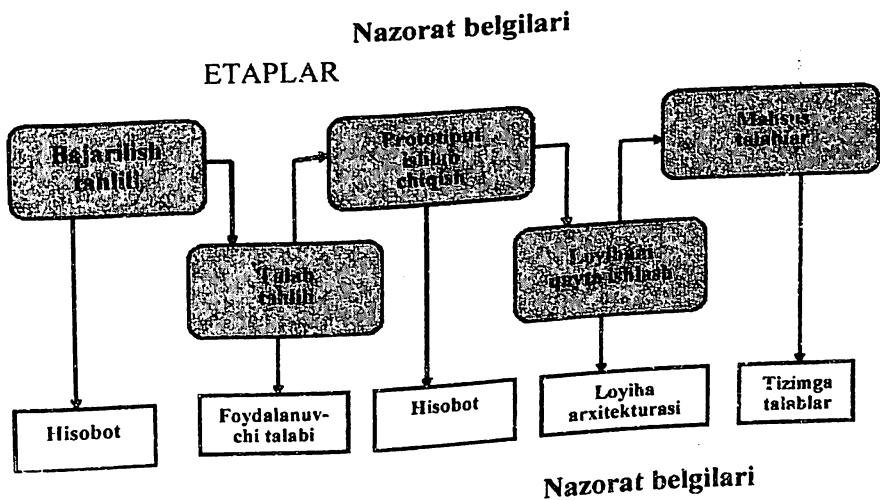 Nazorat belgilari
ETAPLAR
Bajarilish
tahlili
Prototipni
ishlab
chiqish
Mahsus
talablar
Talab
tahlili
Loyihani
qayta ishlash
Hisobot
Foydalanuv-
chi talabi
Hisobot
Loyiha
arxitekturasi
Tizimga
talablar
Nazorat belgilari